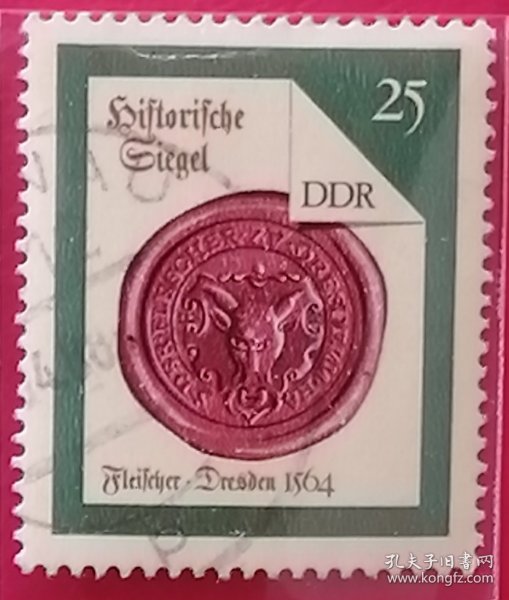 25
Historische
Siegel
DDR
Fleischer · Dresden 1564
孔夫子旧书网
www.kongfz.com